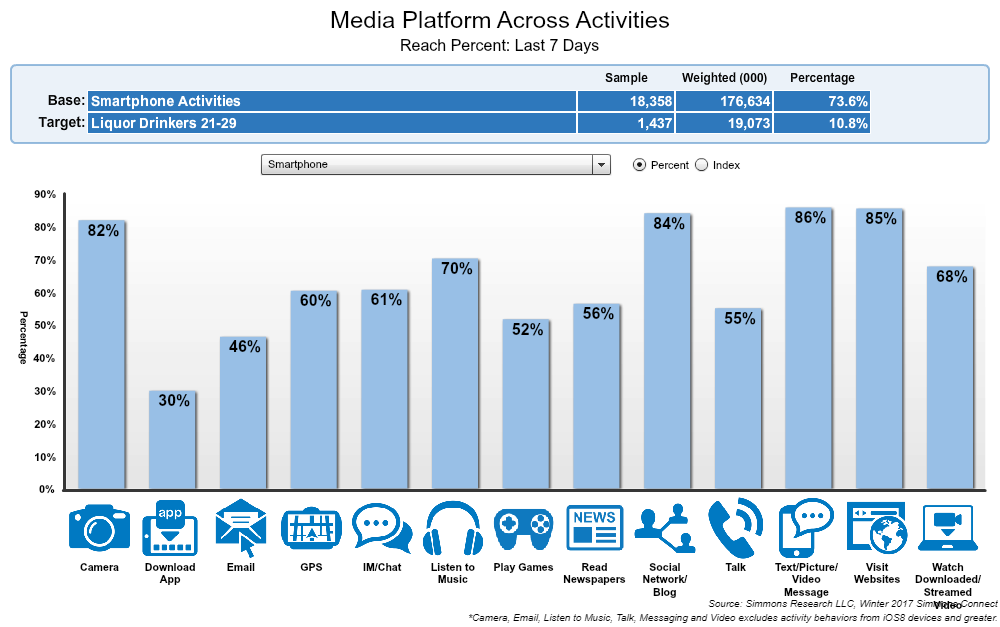 Media Platform Across Activities
Reach Percent: Last 7 Days
Sample Weighted (000) Percentage
Base: Smartphone Activities 18,358 176,634 73.6%
Target: Liquor Drinkers 21-29 1,437 19,073 10.8%
Smartphone Percent Index
90%
80%
70%
60%
50%
40%
30%
20%
10%
0%
Percentage
82% 30% 46% 60% 61% 70% 52% 56% 84% 55% 86% 85% 68%
app NEWS
Camera Download Email GPS IM/Chat Listen to Play Games Read Social Talk Text/Picture/ Visit Watch
App Music Newspapers Network/ Video Websites Downloaded/
Blog Message Streamed
Video
Source: Simmons Research LLC, Winter 2017 Simmons Connect
*Camera, Email, Listen to Music, Talk, Messaging and Video excludes activity behaviors from iOS8 devices and greater.